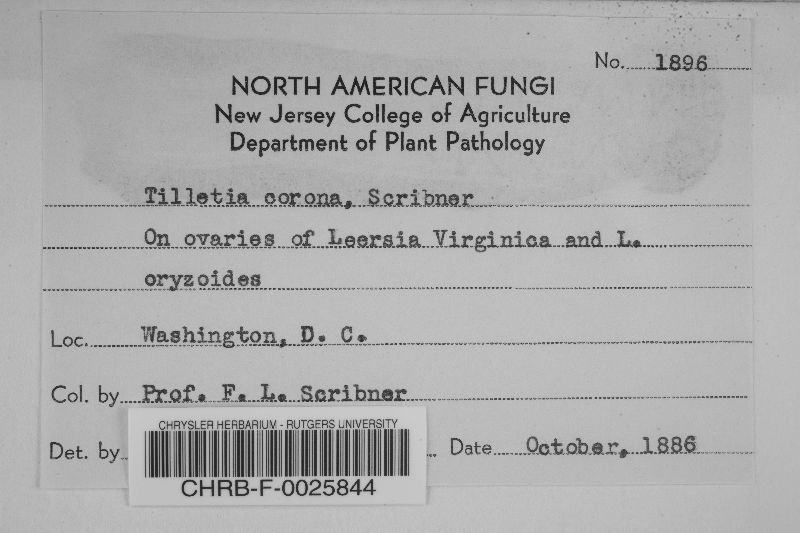 No. 1896
NORTH AMERICAN FUNGI
New Jersey College of Agriculture
Department of Plant Pathology
Tilletia corona, Scribner
On ovaries of Leersia Virginica and L.
oryzoides
Loc. Washington, D. C.
Col. by Prof. F. L. Scribner
Det. by
Date October, 1886
CHRYSLER HERBARIUM - RUTGERS UNIVERSITY
CHRB-F-0025844